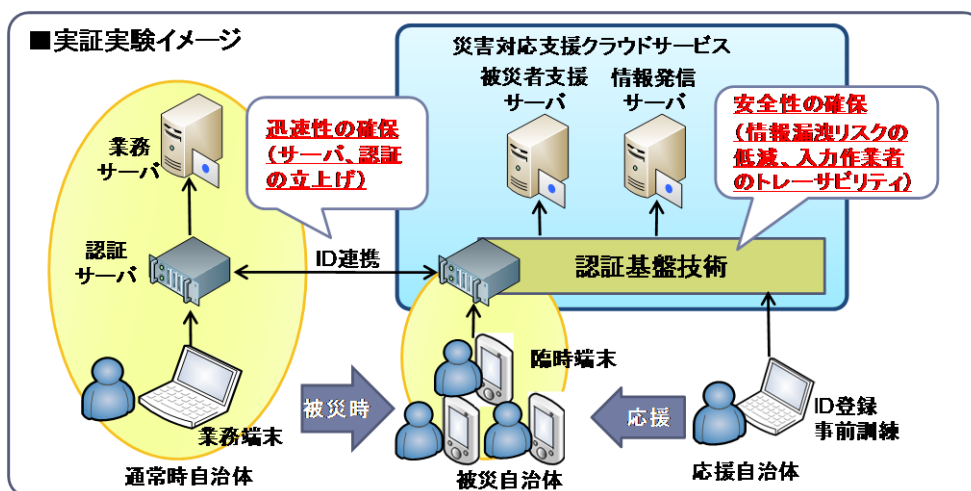 ■実証実験イメージ
災害対応支援クラウドサービス
被災者支援
サーバ
情報発信
サーバ
安全性の確保
(情報漏洩リスクの
低減、入力作業者
のトレーサビリティ)
迅速性の確保
(サーバ、認証
の立上げ)
業務
サーバ
認証
サーバ
ID連携
認証基盤技術
臨時端末
被災時
応援
ID登録
事前訓練
業務端末
通常時自治体
被災自治体
応援自治体